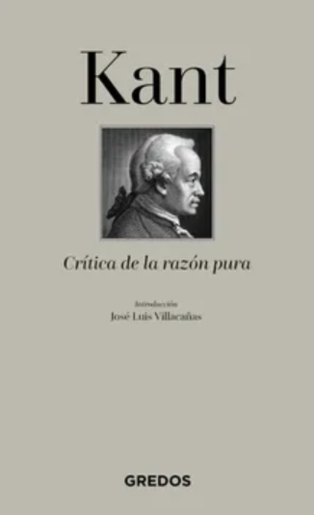 Kant
Crítica de la razón pura
Introducción
José Luis Villacañas
GREDOS